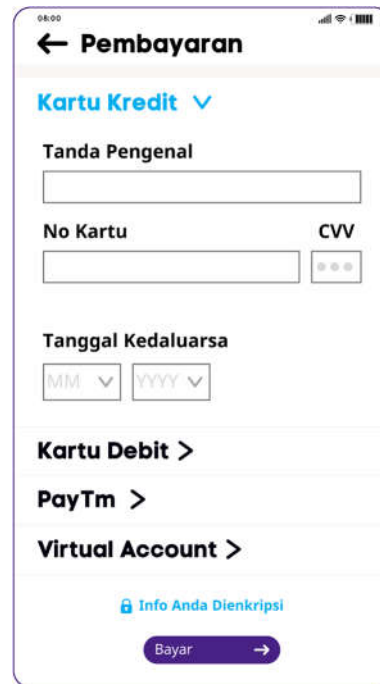 08:00
← Pembayaran
Kartu Kredit
Tanda Pengenal
No Kartu CVV
Tanggal Kedaluarsa
MM YYYY
Kartu Debit >
PayTm >
Virtual Account >
Info Anda Dienkripsi
Bayar →